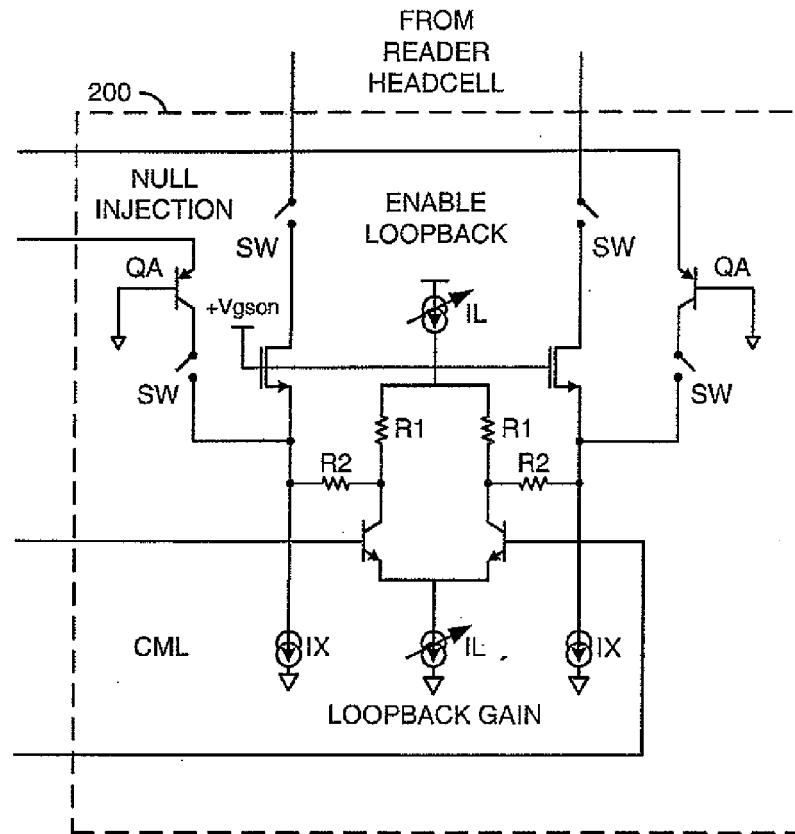 FROM
READER
HEADCELL
200
NULL
INJECTION
ENABLE
LOOPBACK
SW
SW
QA
QA
+Vgson
IL
SW
SW
R1
R1
R2
R2
CML
IX
IL
IX
LOOPBACK GAIN